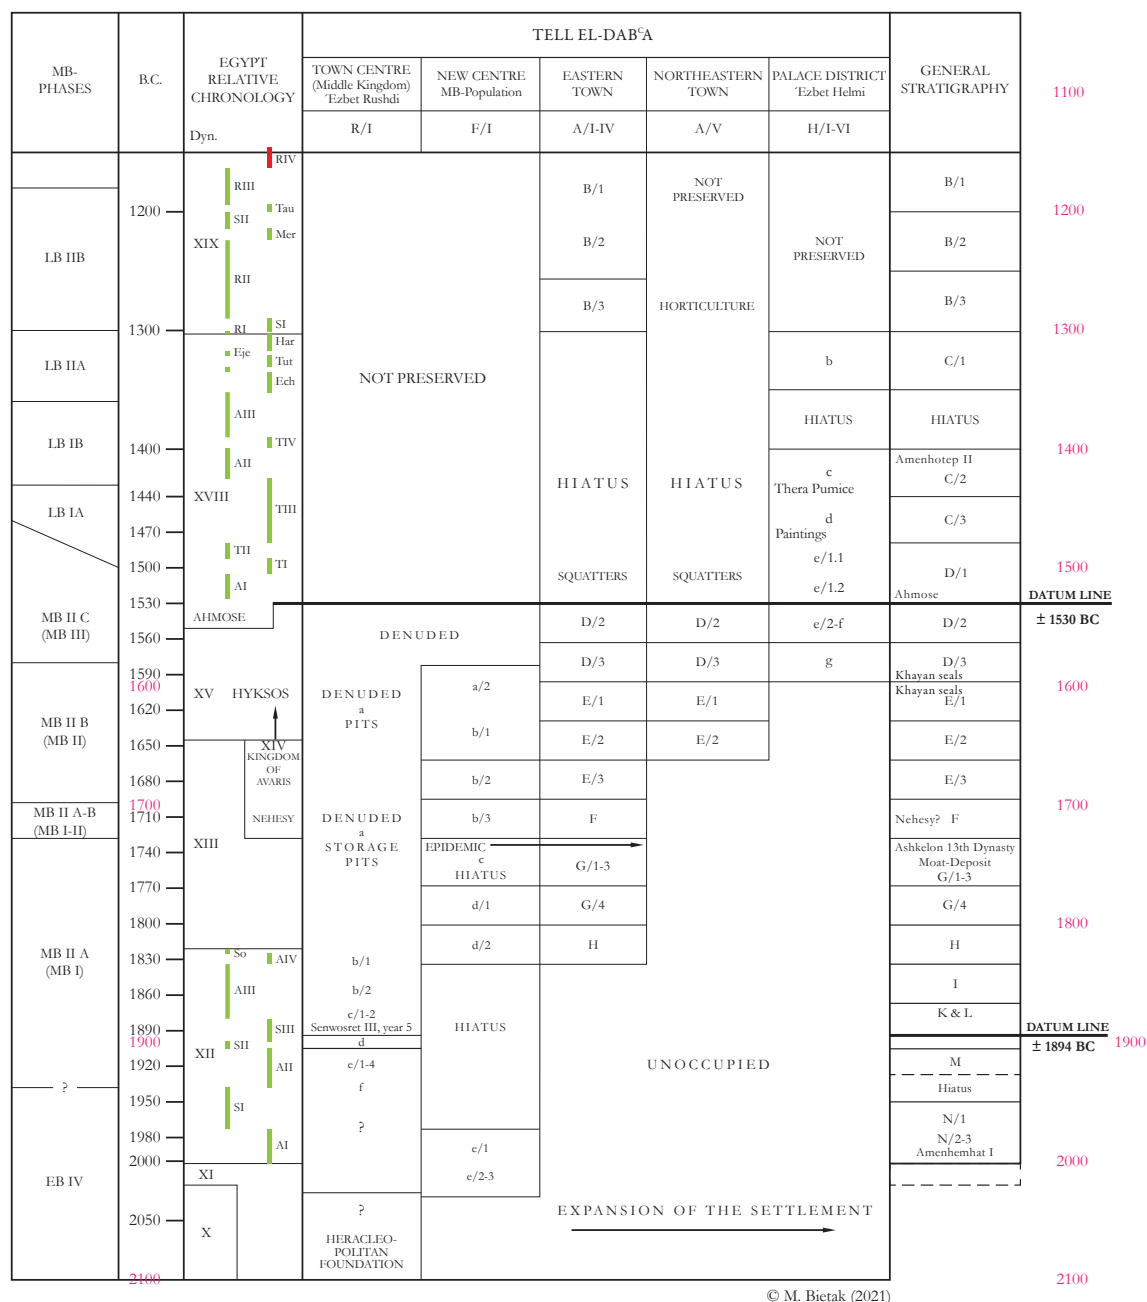 TELL EL-DABᶜA
MB-
PHASES
B.C.
EGYPT
RELATIVE
CHRONOLOGY
Dyn.
TOWN CENTRE
(Middle Kingdom)
ʿEzbet Rushdi
NEW CENTRE
MB-Population
EASTERN
TOWN
NORTHEASTERN
TOWN
PALACE DISTRICT
ʿEzbet Helmi
GENERAL
STRATIGRAPHY
R/I
F/I
A/I-IV
A/V
H/I-VI
LB IIB
LB IIA
LB IB
LB IA
MB II C
(MB III)
MB II B
(MB II)
MB II A-B
(MB I-II)
MB II A
(MB I)
?
EB IV
1200
1300
1400
1440
1470
1500
1530
1560
1590
1600
1620
1650
1680
1700
1710
1740
1770
1800
1830
1860
1890
1900
1920
1950
1980
2000
2050
2100
RIV
RIII
Tau
SII
Mer
XIX
RII
SI
RI
Har
Eje
Tut
Ech
AIII
TIV
AII
XVIII
TIII
TII
TI
AI
AHMOSE
XV HYKSOS
XIV
KINGDOM
OF
AVARIS
NEHESY
XIII
So
AIV
AIII
SIII
SII
XII
AII
SI
AI
XI
X
NOT PRESERVED
DENUDED
DENUDED
a
PITS
DENUDED
a
STORAGE
PITS
b/1
b/2
c/1-2
Senwosret III, year 5
d
e/1-4
f
?
?
HERACLEO-
POLITAN
FOUNDATION
a/2
b/1
b/2
b/3
EPIDEMIC
c
HIATUS
d/1
d/2
HIATUS
e/1
e/2-3
B/1
B/2
B/3
HIATUS
SQUATTERS
D/2
D/3
E/1
E/2
E/3
F
G/1-3
G/4
H
NOT
PRESERVED
HORTICULTURE
HIATUS
SQUATTERS
D/2
D/3
E/1
E/2
UNOCCUPIED
EXPANSION OF THE SETTLEMENT
NOT
PRESERVED
b
HIATUS
c
Thera Pumice
d
Paintings
e/1.1
e/1.2
e/2-f
g
B/1
B/2
B/3
C/1
HIATUS
Amenhotep II
C/2
C/3
D/1
Ahmose
D/2
D/3
Khayan seals
Khayan seals
E/1
E/2
E/3
Nehesy? F
Ashkelon 13th Dynasty
Moat-Deposit
G/1-3
G/4
H
I
K & L
M
Hiatus
N/1
N/2-3
Amenhemhat I
1100
1200
1300
1400
1500
DATUM LINE
± 1530 BC
1600
1700
1800
DATUM LINE
± 1894 BC
1900
2000
2100
© M. Bietak (2021)